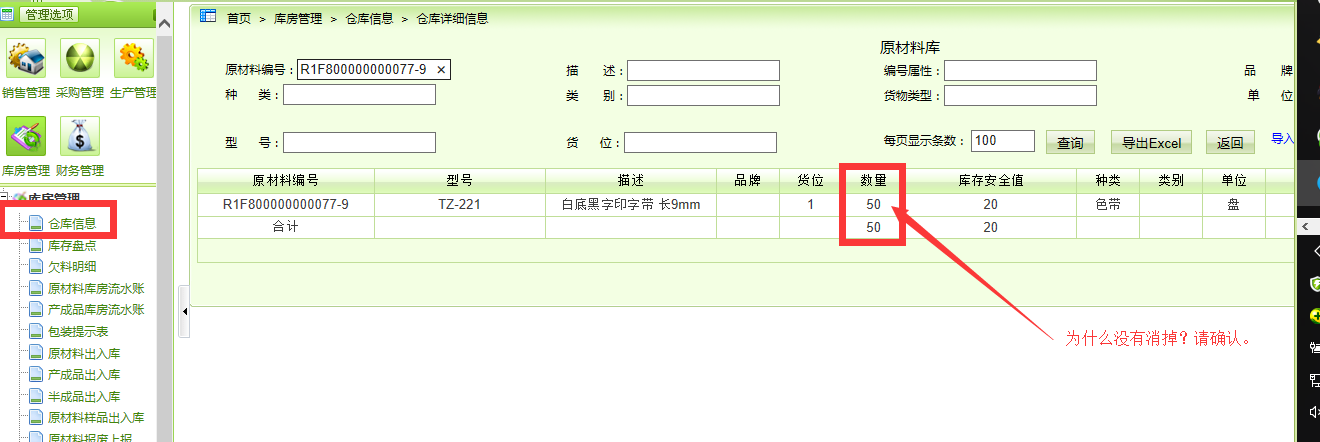 管理选项
首页 > 库房管理 > 仓库信息 > 仓库详细信息
销售管理 采购管理 生产管理
库房管理 财务管理
库房管理
仓库信息
库存盘点
欠料明细
原材料库房流水账
产成品库房流水账
包装提示表
原材料出入库
产成品出入库
半成品出入库
原材料样品出入库
原材料报废上报
原材料库
原材料编号: R1F800000000077-9 × 描 述: 编号属性: 品 牌
种 类: 类 别: 货物类型: 单 位
型 号: 货 位: 每页显示条数: 100 查询 导出Excel 返回 导入
原材料编号 型号 描述 品牌 货位 数量 库存安全值 种类 类别 单位
R1F800000000077-9 TZ-221 白底黑字印字带 长9mm 1 50 20 色带 盘
合计 50 20
为什么没有消掉?请确认。